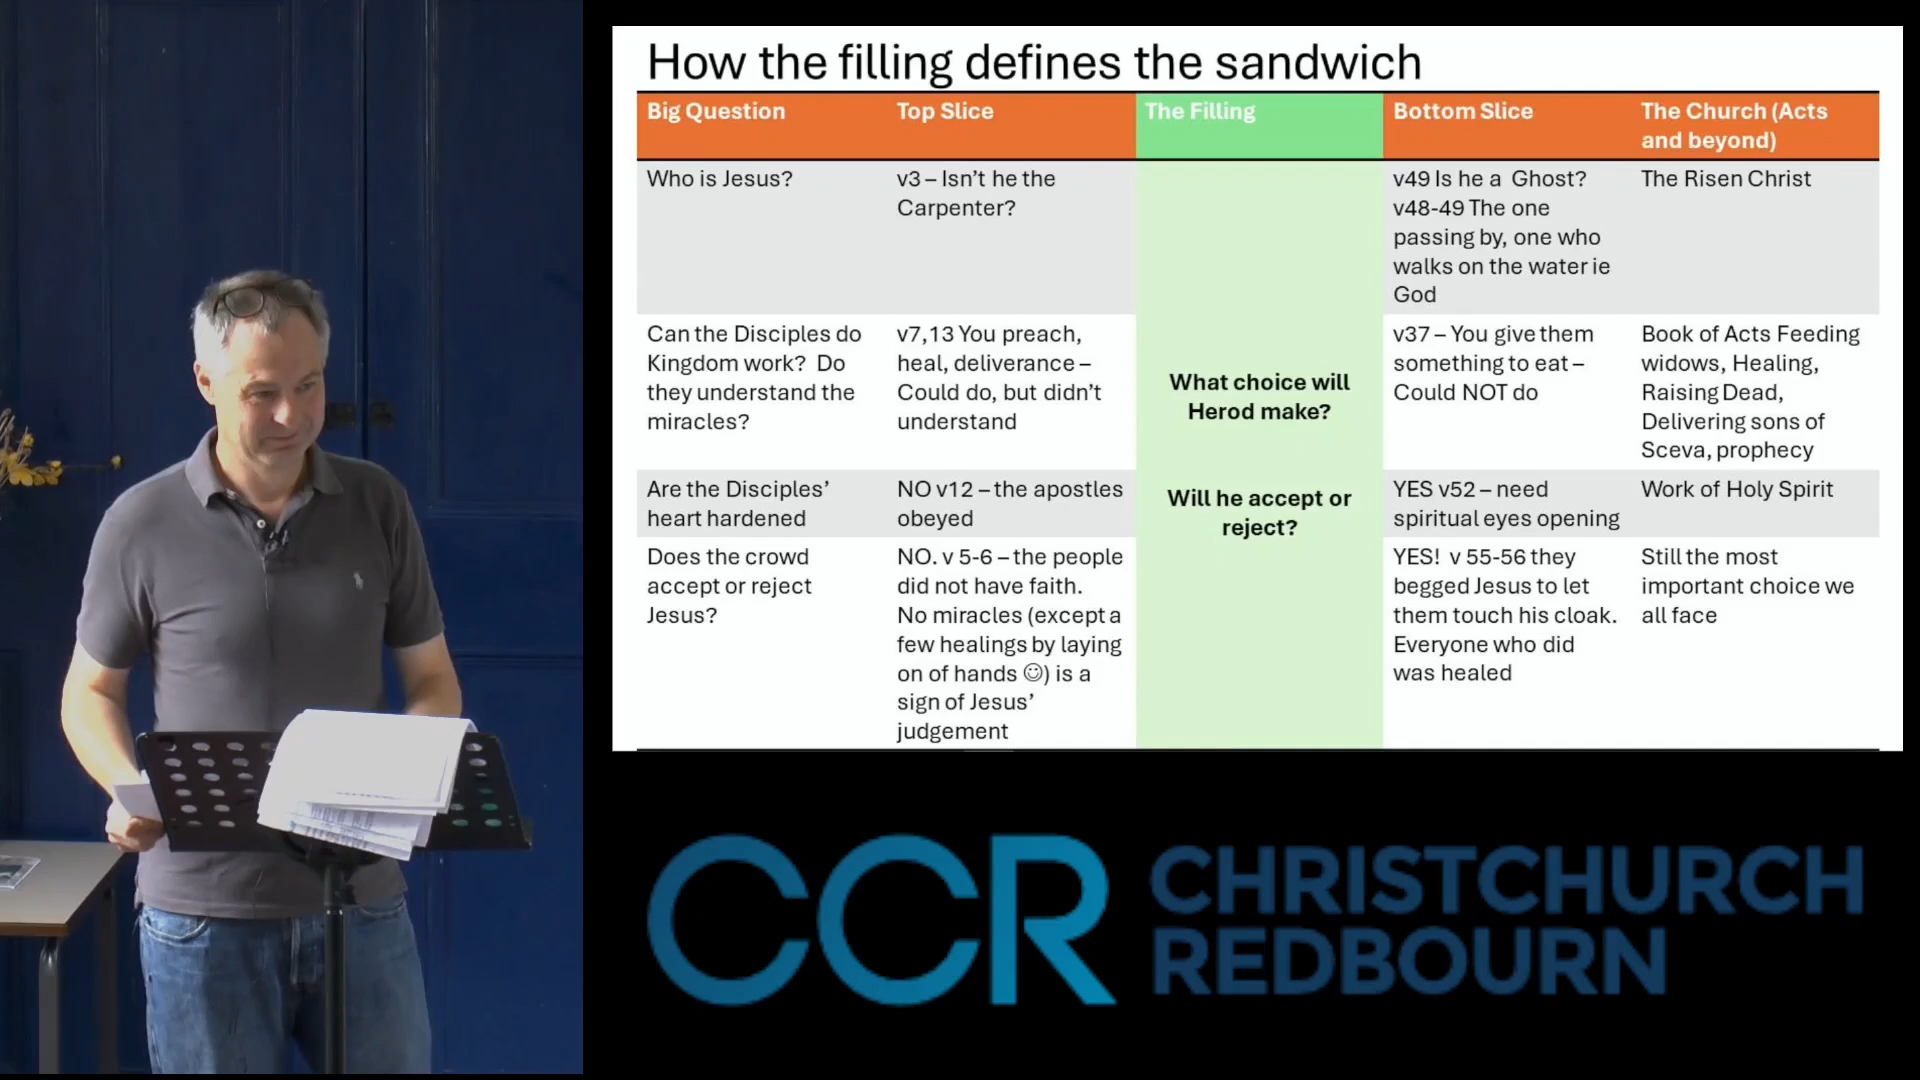 How the filling defines the sandwich
Big Question
Top Slice
The Filling
Bottom Slice
The Church (Acts
and beyond)
Who is Jesus?
v3 – Isn't he the
Carpenter?
v49 Is he a Ghost?
v48-49 The one
passing by, one who
walks on the water ie
God
The Risen Christ
Can the Disciples do
Kingdom work? Do
they understand the
miracles?
v7,13 You preach,
heal, deliverance –
Could do, but didn't
understand
What choice will
Herod make?
v37 – You give them
something to eat –
Could NOT do
Book of Acts Feeding
widows, Healing,
Raising Dead,
Delivering sons of
Sceva, prophecy
Are the Disciples'
heart hardened
NO v12 – the apostles
obeyed
Will he accept or
reject?
YES v52 – need
spiritual eyes opening
Work of Holy Spirit
Does the crowd
accept or reject
Jesus?
NO. v 5-6 – the people
did not have faith.
No miracles (except a
few healings by laying
on of hands ☺) is a
sign of Jesus'
judgement
YES! v 55-56 they
begged Jesus to let
them touch his cloak.
Everyone who did
was healed
Still the most
important choice we
all face
CCR
CHRISTCHURCH
REDBOURN